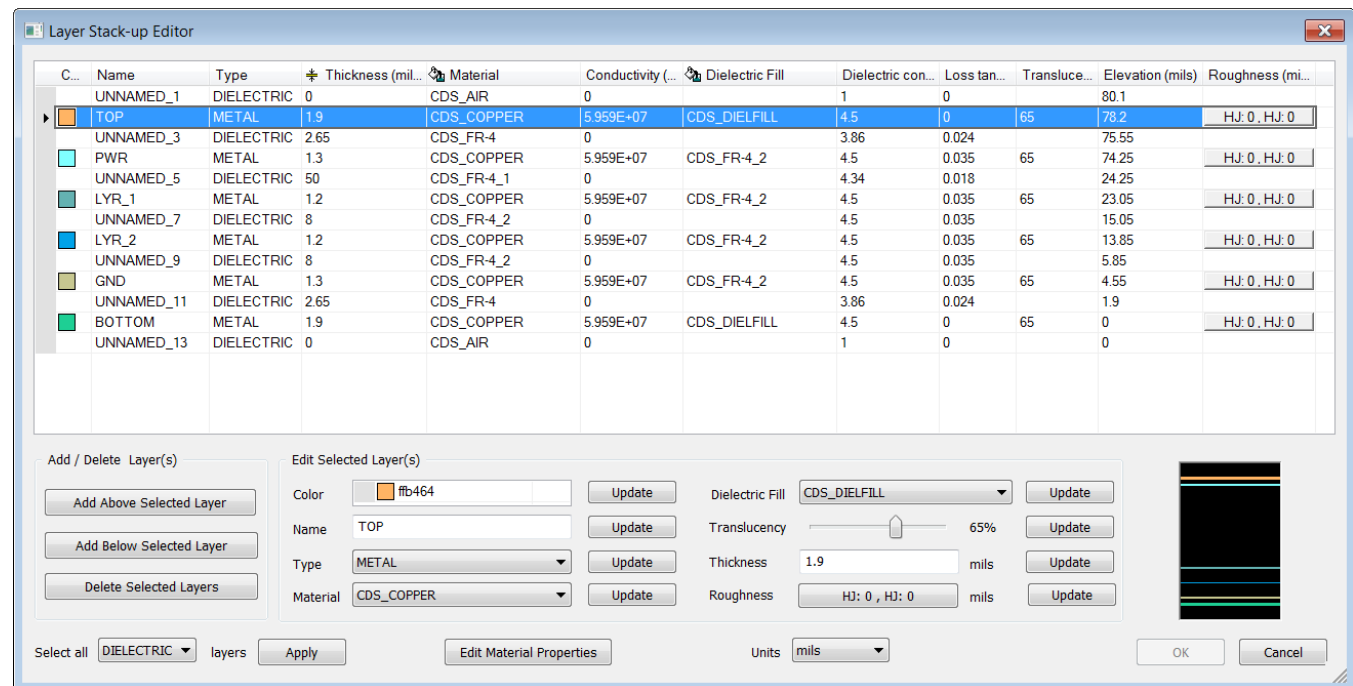 Layer Stack-up Editor
C... Name Type Thickness (mil... Material Conductivity (... Dielectric Fill Dielectric con... Loss tan... Transluce... Elevation (mils) Roughness (mi...
UNNAMED_1 DIELECTRIC 0 CDS_AIR 0 1 0 80.1
TOP METAL 1.9 CDS_COPPER 5.959E+07 CDS_DIELFILL 4.5 0 65 78.2 HJ: 0 , HJ: 0
UNNAMED_3 DIELECTRIC 2.65 CDS_FR-4 0 3.86 0.024 75.55
PWR METAL 1.3 CDS_COPPER 5.959E+07 CDS_FR-4_2 4.5 0.035 65 74.25 HJ: 0 , HJ: 0
UNNAMED_5 DIELECTRIC 50 CDS_FR-4_1 0 4.34 0.018 24.25
LYR_1 METAL 1.2 CDS_COPPER 5.959E+07 CDS_FR-4_2 4.5 0.035 65 23.05 HJ: 0 , HJ: 0
UNNAMED_7 DIELECTRIC 8 CDS_FR-4_2 0 4.5 0.035 15.05
LYR_2 METAL 1.2 CDS_COPPER 5.959E+07 CDS_FR-4_2 4.5 0.035 65 13.85 HJ: 0 , HJ: 0
UNNAMED_9 DIELECTRIC 8 CDS_FR-4_2 0 4.5 0.035 5.85
GND METAL 1.3 CDS_COPPER 5.959E+07 CDS_FR-4_2 4.5 0.035 65 4.55 HJ: 0 , HJ: 0
UNNAMED_11 DIELECTRIC 2.65 CDS_FR-4 0 3.86 0.024 1.9
BOTTOM METAL 1.9 CDS_COPPER 5.959E+07 CDS_DIELFILL 4.5 0 65 0 HJ: 0 , HJ: 0
UNNAMED_13 DIELECTRIC 0 CDS_AIR 0 1 0 0
Add / Delete Layer(s)
Add Above Selected Layer
Add Below Selected Layer
Delete Selected Layers
Edit Selected Layer(s)
Color ffb464 Update Dielectric Fill CDS_DIELFILL Update
Name TOP Update Translucency 65% Update
Type METAL Update Thickness 1.9 mils Update
Material CDS_COPPER Update Roughness HJ: 0 , HJ: 0 mils Update
Select all DIELECTRIC layers Apply Edit Material Properties Units mils OK Cancel